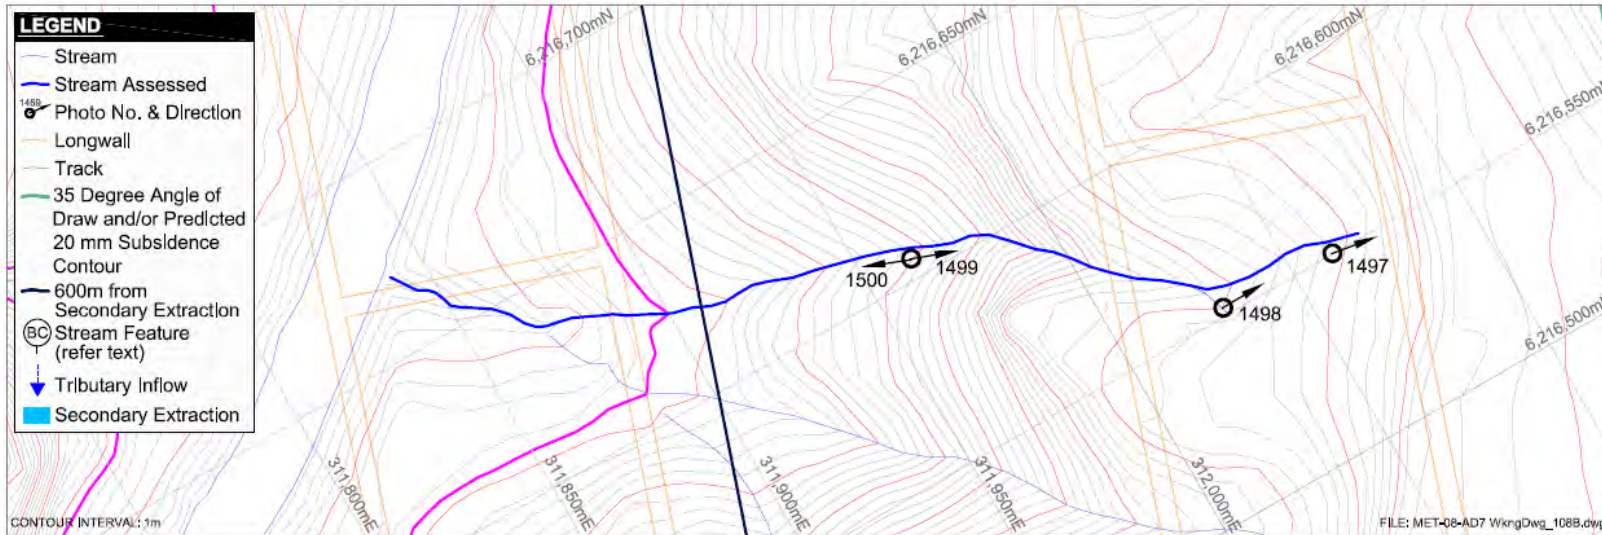 LEGEND
Stream
Stream Assessed
1469
Photo No. & Direction
Longwall
Track
35 Degree Angle of
Draw and/or Predicted
20 mm Subsidence
Contour
600m from
Secondary Extraction
BC
Stream Feature
(refer text)
Tributary Inflow
Secondary Extraction
CONTOUR INTERVAL: 1m
6,216,700mN
6,216,650mN
6,216,600mN
6,216,550mN
6,216,500mN
1500
1499
1498
1497
311,800mE
311,850mE
311,900mE
311,950mE
312,000mE
FILE: MET-08-AD7 WkngDwg_108B.dwg